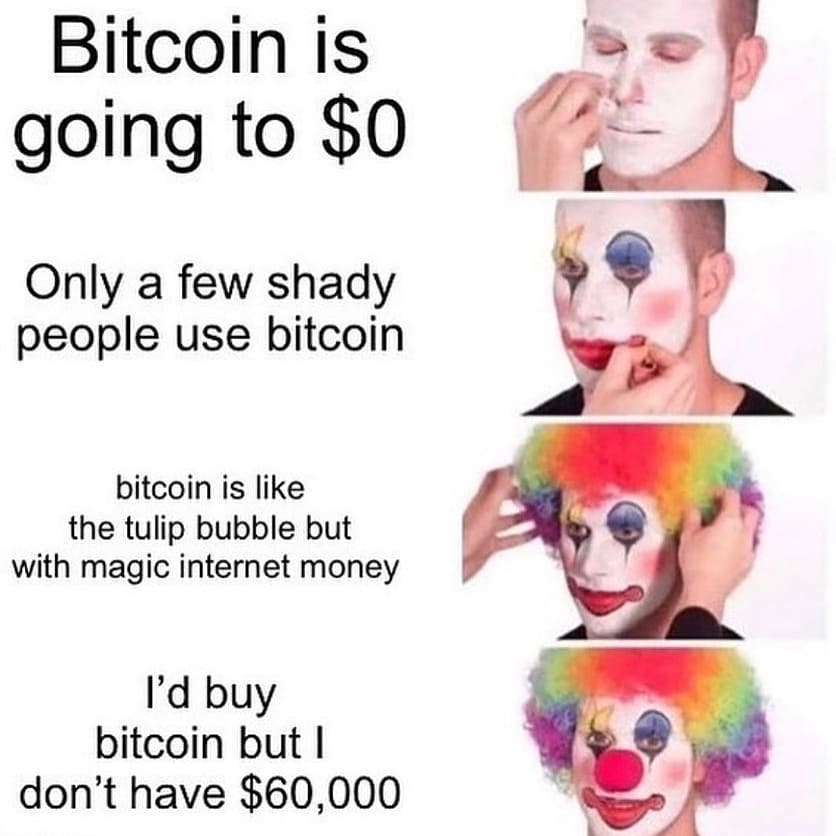 Bitcoin is
going to $0
Only a few shady
people use bitcoin
bitcoin is like
the tulip bubble but
with magic internet money
I’d buy
bitcoin but I
don’t have $60,000